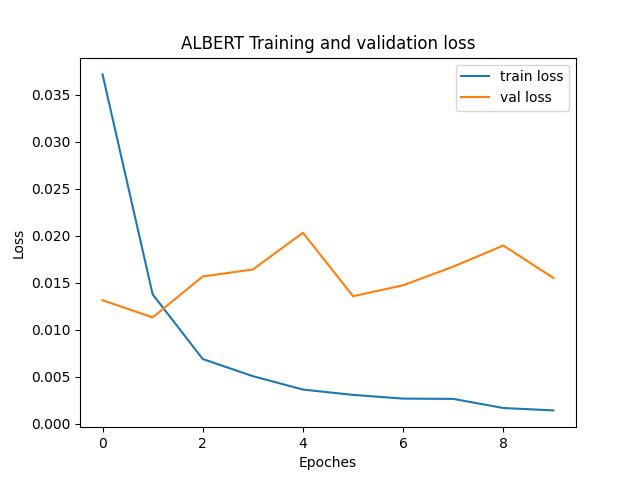 ALBERT Training and validation loss
train loss
val loss
0.035
0.030
0.025
0.020
0.015
0.010
0.005
0.000
Loss
0 2 4 6 8
Epoches